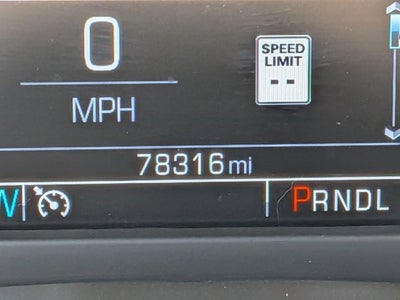 0
MPH
SPEED
LIMIT
--
78316mi
W
PRNDL